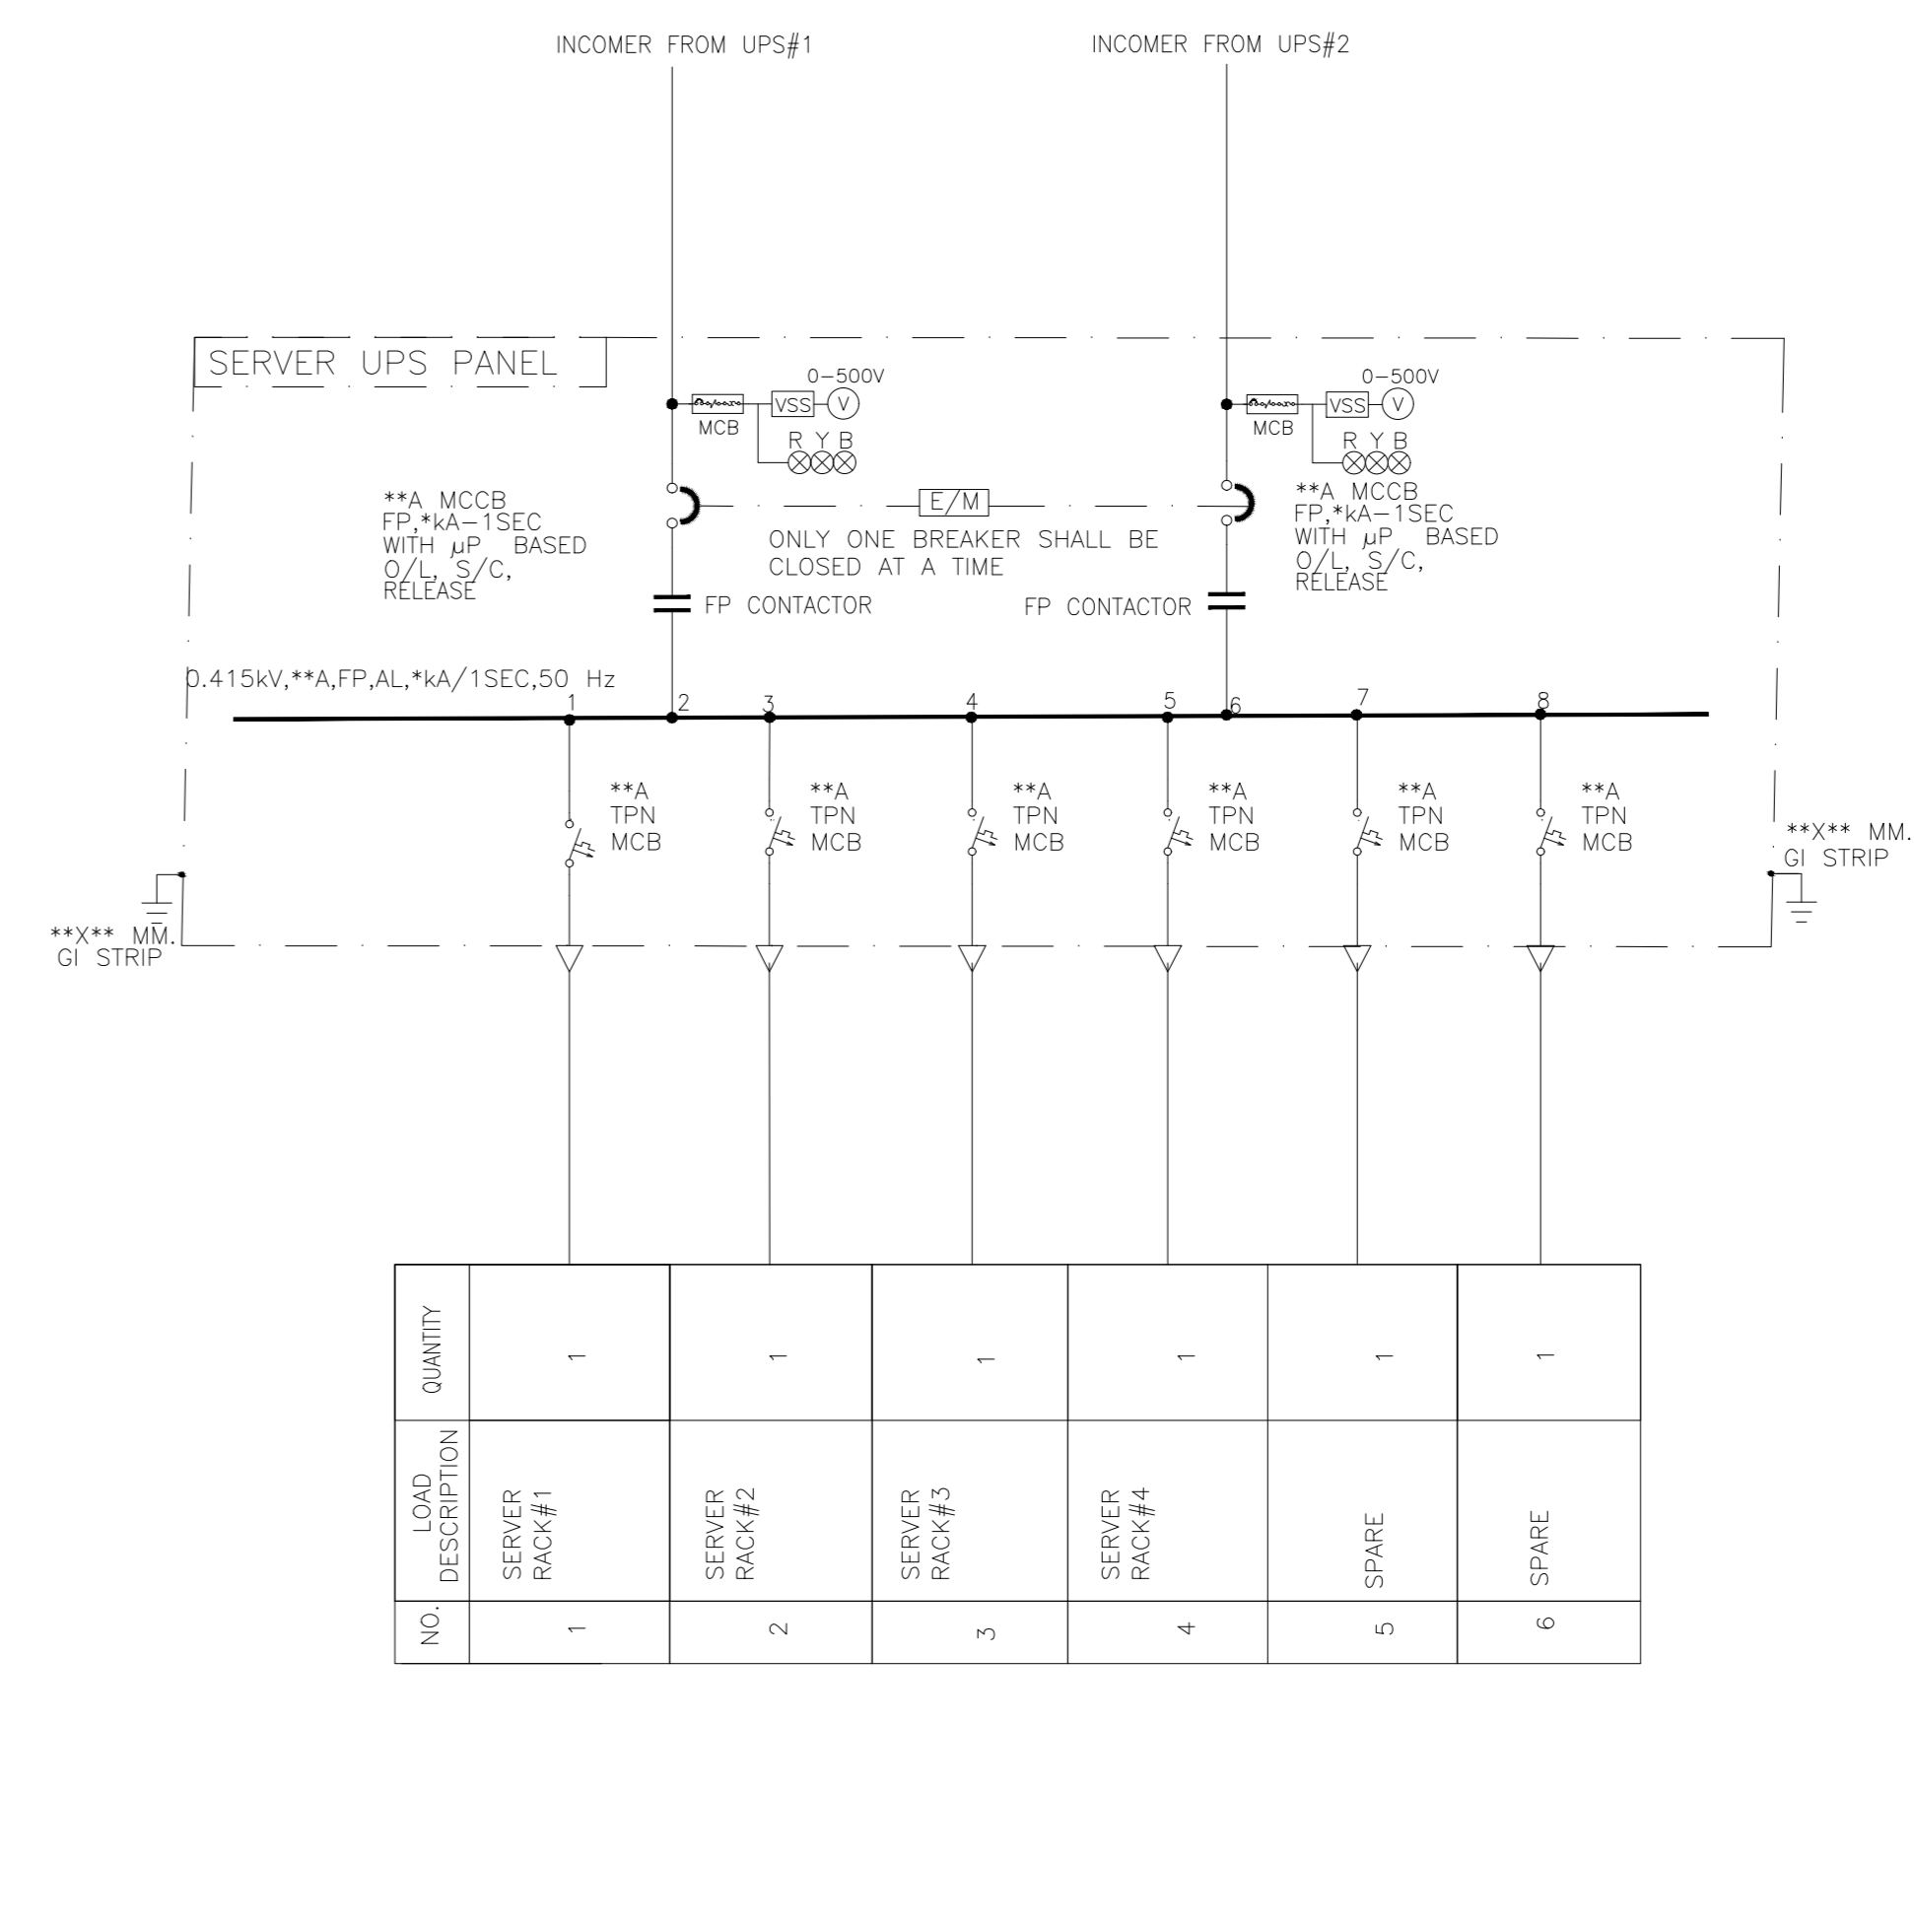 INCOMER FROM UPS#1
INCOMER FROM UPS#2
SERVER UPS PANEL
0-500V
VSS
V
MCB
R Y B
0-500V
VSS
V
MCB
R Y B
**A MCCB
FP,*kA-1SEC
WITH µP BASED
O/L, S/C,
RELEASE
E/M
ONLY ONE BREAKER SHALL BE
CLOSED AT A TIME
**A MCCB
FP,*kA-1SEC
WITH µP BASED
O/L, S/C,
RELEASE
FP CONTACTOR
FP CONTACTOR
0.415kV,**A,FP,AL,*kA/1SEC,50 Hz
1
2
3
4
5
6
7
8
**A
TPN
MCB
**A
TPN
MCB
**A
TPN
MCB
**A
TPN
MCB
**A
TPN
MCB
**A
TPN
MCB
**X** MM.
GI STRIP
**X** MM.
GI STRIP
QUANTITY
1
1
1
1
1
1
LOAD
DESCRIPTION
SERVER
RACK#1
SERVER
RACK#2
SERVER
RACK#3
SERVER
RACK#4
SPARE
SPARE
NO.
1
2
3
4
5
6